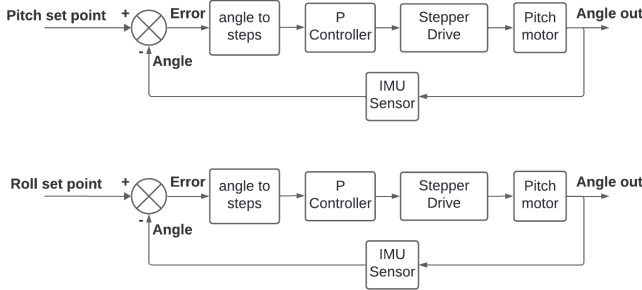 Pitch set point + Error angle to steps P Controller Stepper Drive Pitch motor Angle out
- Angle
IMU Sensor
Roll set point + Error angle to steps P Controller Stepper Drive Pitch motor Angle out
- Angle
IMU Sensor